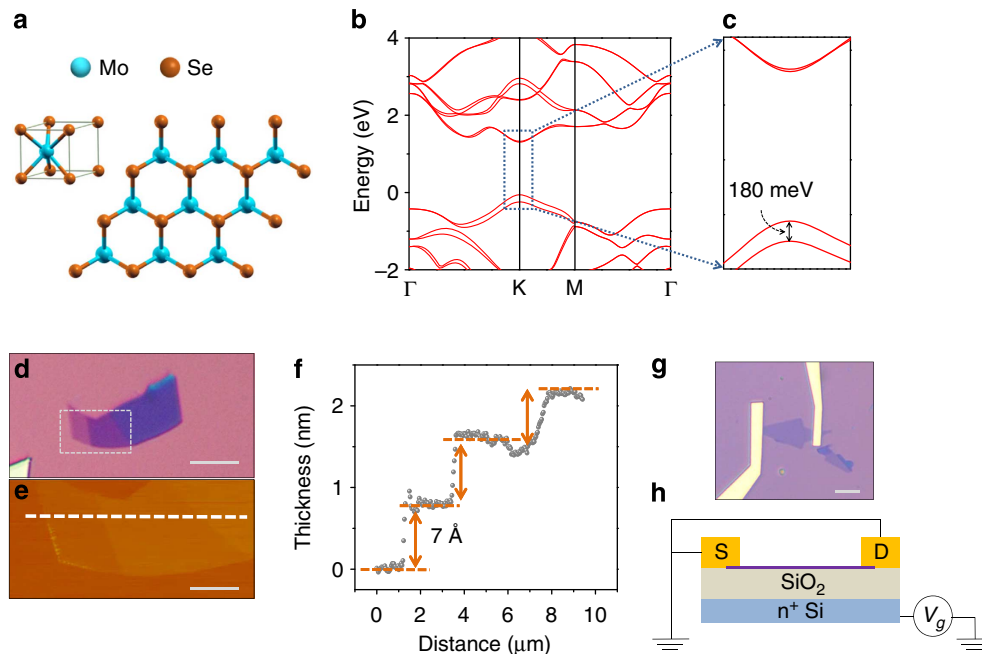 a
Mo Se
b
Energy (eV)
4
2
0
−2
Γ K M Γ
c
180 meV
d
e
f
Thickness (nm)
2
1
0
7 Å
0 2 4 6 8 10
Distance (μm)
g
h
S D
SiO2
n+ Si
Vg